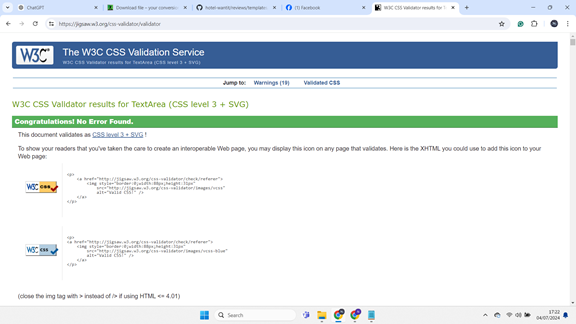 ChatGPT
Download file – your convenien
hotel-wantit/reviews/template
(1) Facebook
W3C CSS Validator results for T
https://jigsaw.w3.org/css-validator/validator
W3C CSS The W3C CSS Validation Service
W3C CSS Validator results for TextArea (CSS level 3 + SVG)
Jump to: Warnings (19) Validated CSS
W3C CSS Validator results for TextArea (CSS level 3 + SVG)
Congratulations! No Error Found.
This document validates as CSS level 3 + SVG !
To show your readers that you've taken the care to create an interoperable Web page, you may display this icon on any page that validates. Here is the XHTML you could use to add this icon to your
Web page:
W3C css
<p>
<a href="http://jigsaw.w3.org/css-validator/check/referer">
<img style="border:0;width:88px;height:31px"
src="http://jigsaw.w3.org/css-validator/images/vcss"
alt="Valid CSS!" />
</a>
</p>
W3C css
<p>
<a href="http://jigsaw.w3.org/css-validator/check/referer">
<img style="border:0;width:88px;height:31px"
src="http://jigsaw.w3.org/css-validator/images/vcss-blue"
alt="Valid CSS!" />
</a>
</p>
(close the img tag with > instead of /> if using HTML <= 4.01)
Search
17:22
04/07/2024